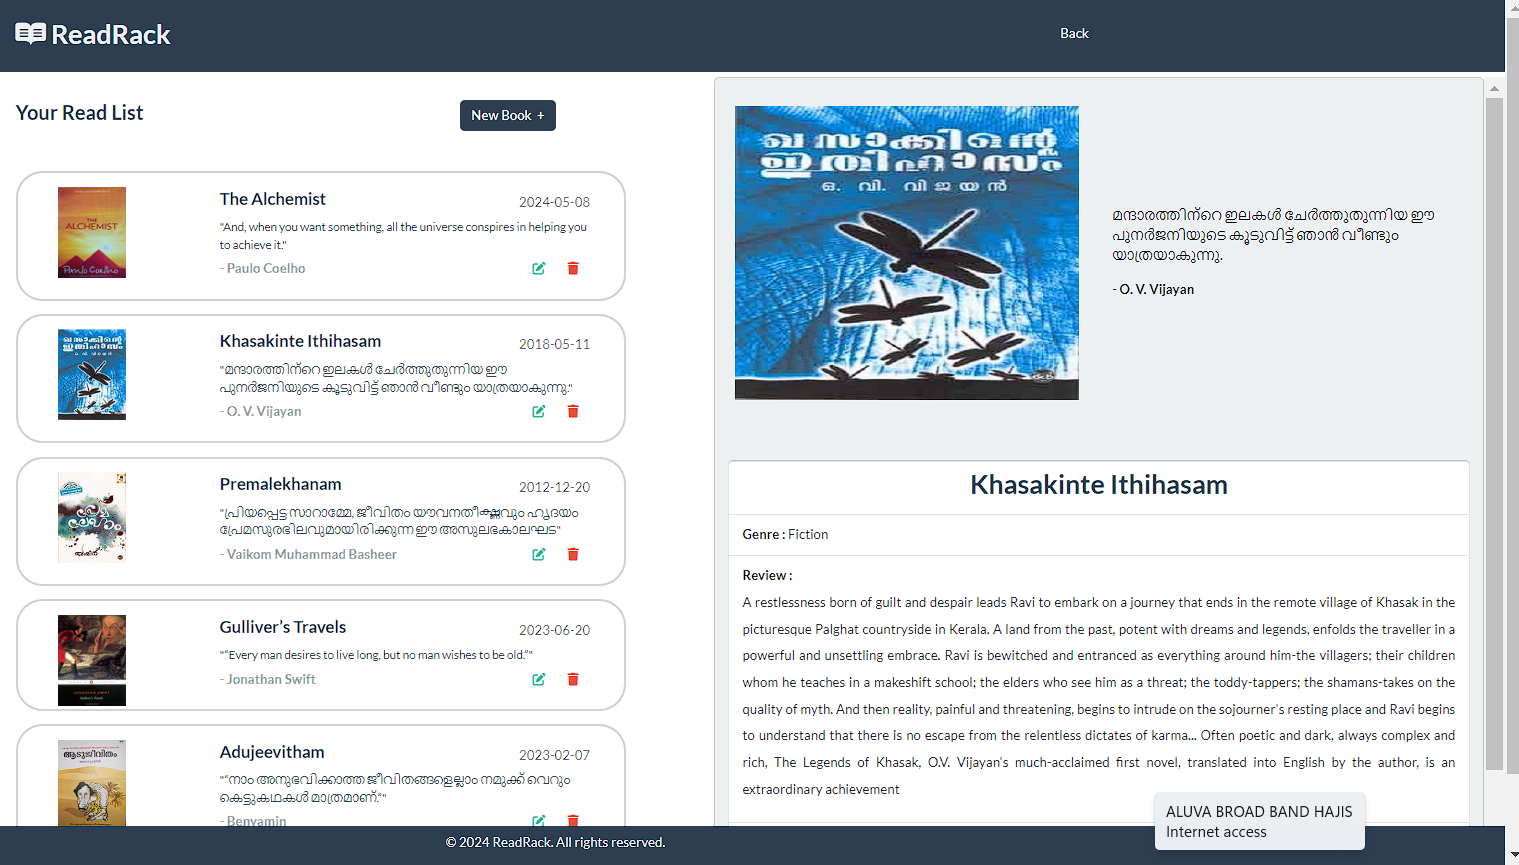 ReadRack
Back
Your Read List
New Book +
THE
ALCHEMIST
Paulo Coelho
The Alchemist
2024-05-08
"And, when you want something, all the universe conspires in helping you
to achieve it."
- Paulo Coelho
ഖസാക്കിന്റെ
ഇതിഹാസം
Khasakinte Ithihasam
2018-05-11
"മന്ദാരത്തിന്റെ ഇലകൾ ചേർത്തുതുന്നിയ ഈ
പുനർജനിയുടെ കൂടുവിട്ട് ഞാൻ വീണ്ടും യാത്രയാകുന്നു."
- O. V. Vijayan
Premalekhanam
2012-12-20
"പ്രിയപ്പെട്ട സാറാമ്മേ, ജീവിതം യൗവനതീക്ഷ്ണവും ഹൃദയം
പ്രേമസുരഭിലവുമായിരിക്കുന്ന ഈ അസുലഭകാലഘട"
- Vaikom Muhammad Basheer
JONATHAN SWIFT
Gulliver’s Travels
2023-06-20
"“Every man desires to live long, but no man wishes to be old.”"
- Jonathan Swift
ആടുജീവിതം
Adujeevitham
2023-02-07
"“നാം അനുഭവിക്കാത്ത ജീവിതങ്ങളെല്ലാം നമുക്ക് വെറും
കെട്ടുകഥകൾ മാത്രമാണ്.”"
- Benyamin
ഖസാക്കിന്റെ
ഇതിഹാസം
ഒ. വി. വിജയൻ
മന്ദാരത്തിന്റെ ഇലകൾ ചേർത്തുതുന്നിയ ഈ
പുനർജനിയുടെ കൂടുവിട്ട് ഞാൻ വീണ്ടും
യാത്രയാകുന്നു.
- O. V. Vijayan
Khasakinte Ithihasam
Genre : Fiction
Review :
A restlessness born of guilt and despair leads Ravi to embark on a journey that ends in the remote village of Khasak in the
picturesque Palghat countryside in Kerala. A land from the past, potent with dreams and legends, enfolds the traveller in a
powerful and unsettling embrace. Ravi is bewitched and entranced as everything around him-the villagers; their children
whom he teaches in a makeshift school; the elders who see him as a threat; the toddy-tappers; the shamans-takes on the
quality of myth. And then reality, painful and threatening, begins to intrude on the sojourner's resting place and Ravi begins
to understand that there is no escape from the relentless dictates of karma... Often poetic and dark, always complex and
rich, The Legends of Khasak, O.V. Vijayan's much-acclaimed first novel, translated into English by the author, is an
extraordinary achievement
ALUVA BROAD BAND HAJIS
Internet access
© 2024 ReadRack. All rights reserved.